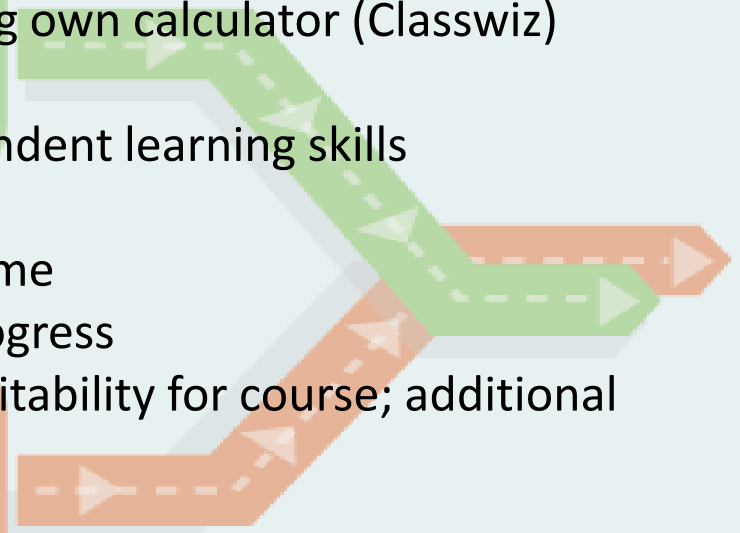 g own calculator (Classwiz)
ndent learning skills
me
ogress
itability for course; additional